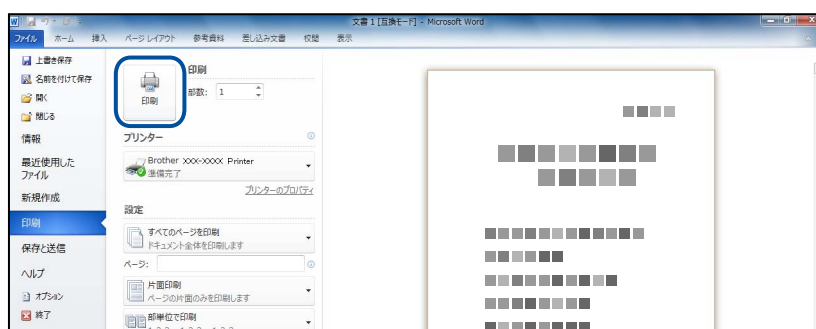 文書 1 [互換モード] - Microsoft Word
ファイル ホーム 挿入 ページ レイアウト 参考資料 差し込み文書 校閲 表示
上書き保存
名前を付けて保存
開く
閉じる
情報
最近使用した
ファイル
新規作成
印刷
保存と送信
ヘルプ
オプション
終了
印刷
印刷
部数: 1
プリンター
Brother XXX-XXXX Printer
準備完了
プリンターのプロパティ
設定
すべてのページを印刷
ドキュメント全体を印刷します
ページ:
片面印刷
ページの片面のみを印刷します
部単位で印刷